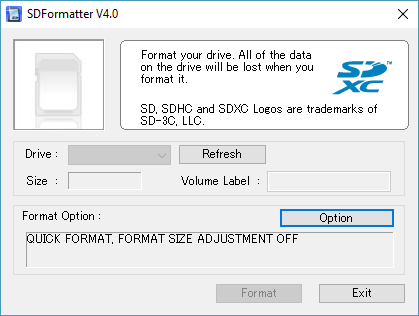 SDFormatter V4.0
Format your drive. All of the data
on the drive will be lost when you
format it.
SD, SDHC and SDXC Logos are trademarks of
SD-3C, LLC.
SD
XC
™
Drive :
Refresh
Size :
Volume Label :
Format Option :
Option
QUICK FORMAT, FORMAT SIZE ADJUSTMENT OFF
Format
Exit